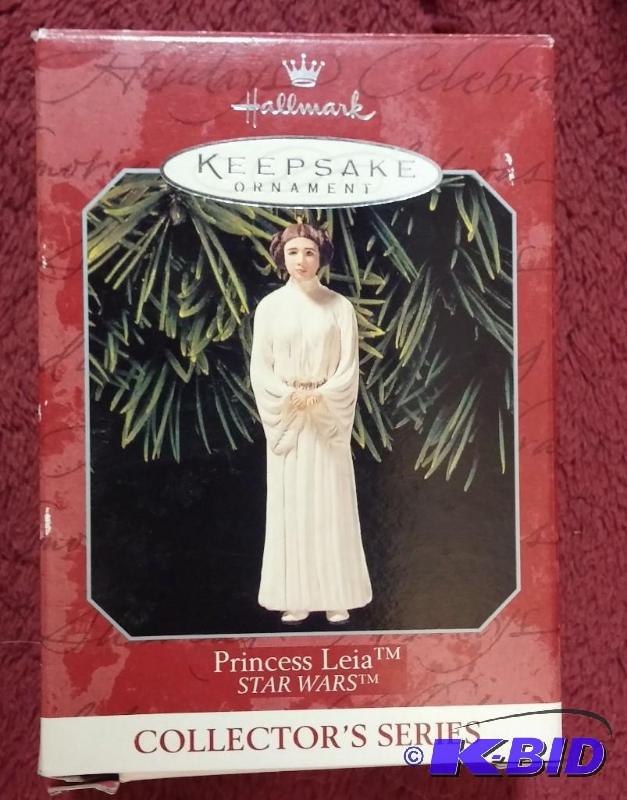 Hallmark
KEEPSAKE
ORNAMENT
Princess Leia™
STAR WARS™
COLLECTOR'S SERIES
© K-BID